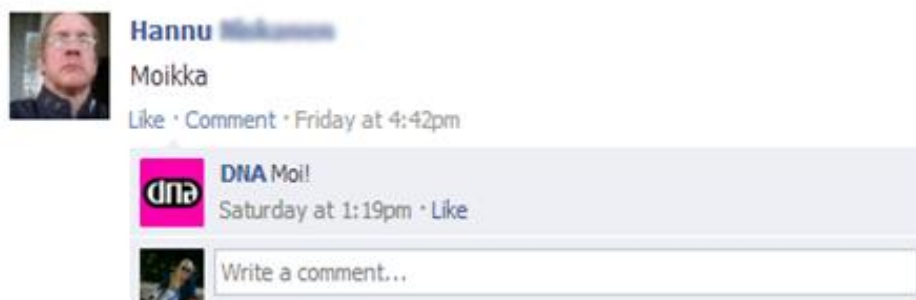 Hannu
Moikka
Like · Comment · Friday at 4:42pm
dna
DNA Moi!
Saturday at 1:19pm · Like
Write a comment...